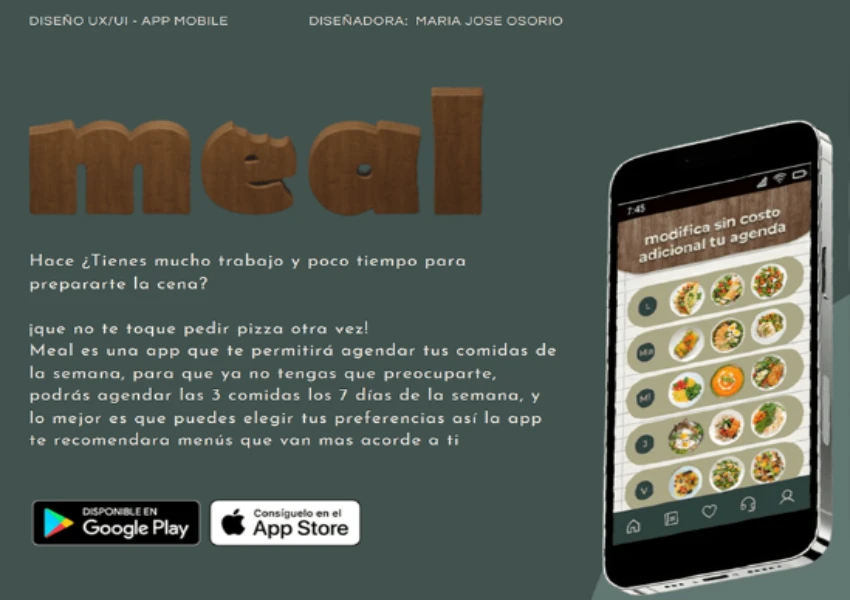 DISEÑO UX/UI - APP MOBILE
DISEÑADORA: MARIA JOSE OSORIO
meal
Hace ¿Tienes mucho trabajo y poco tiempo para
prepararte la cena?
¡que no te toque pedir pizza otra vez!
Meal es una app que te permitirá agendar tus comidas de
la semana, para que ya no tengas que preocuparte,
podrás agendar las 3 comidas los 7 días de la semana, y
lo mejor es que puedes elegir tus preferencias así la app
te recomendara menús que van mas acorde a ti
DISPONIBLE EN
Google Play
Consíguelo en el
App Store
7:45
modifica sin costo
adicional tu agenda
L
Ma
Mi
J
V